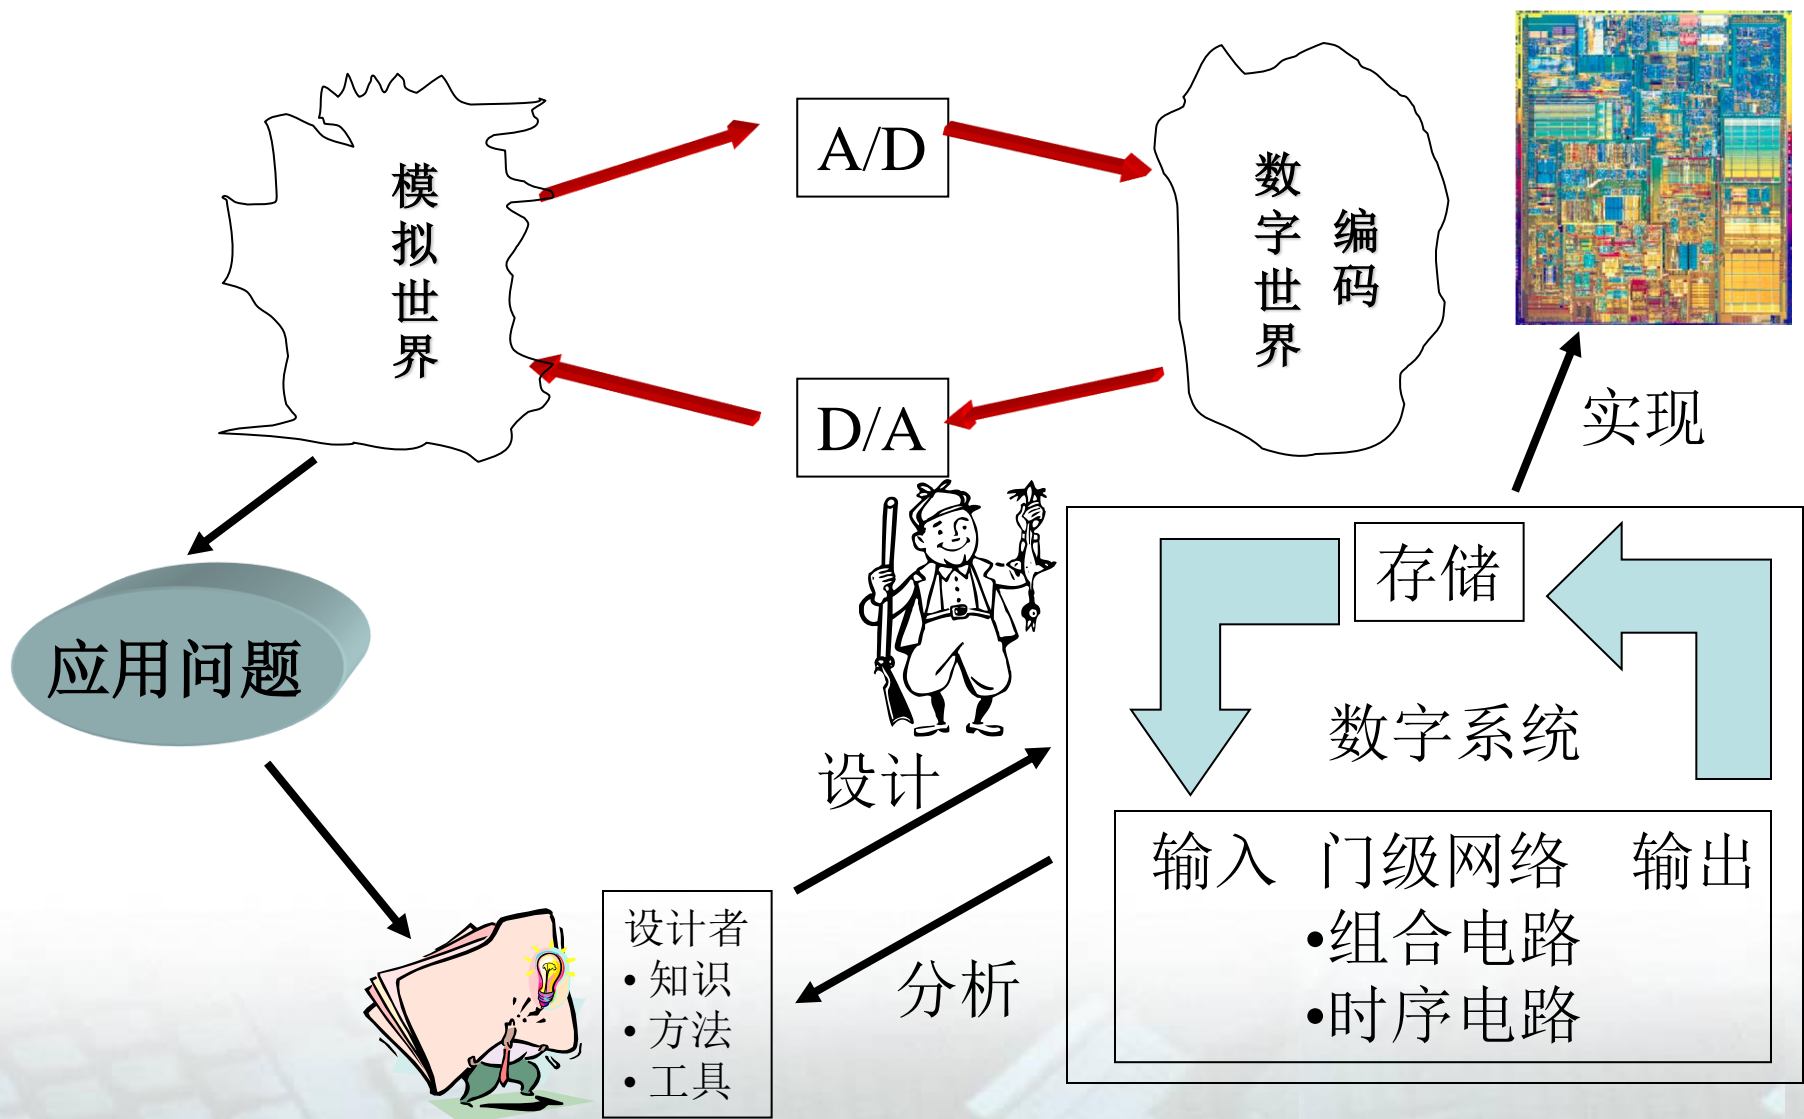 模拟世界
A/D
数字世界
编码
D/A
实现
应用问题
存储
数字系统
设计
输入 门级网络 输出
•组合电路
•时序电路
分析
设计者
• 知识
• 方法
• 工具